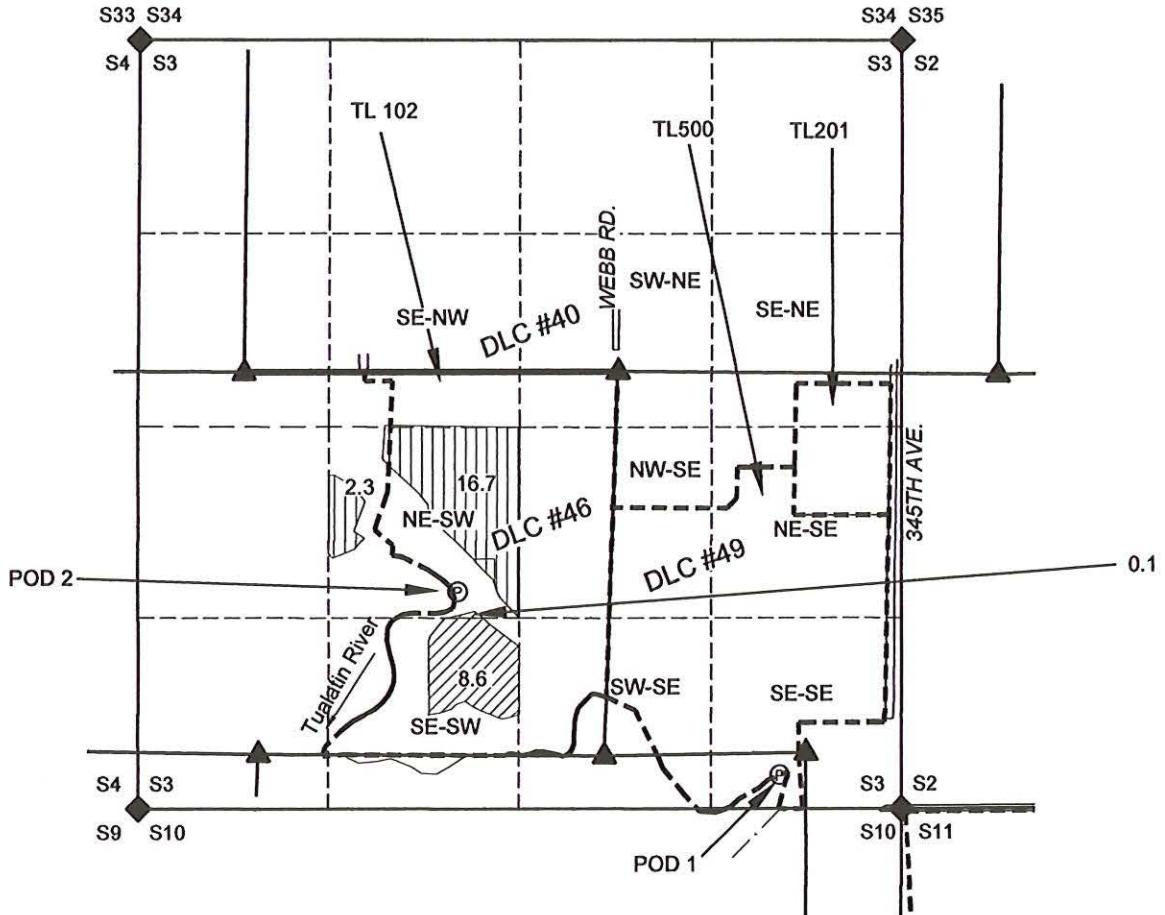 S33 S34
S34 S35
S4 S3
S3 S2
TL 102
TL500
TL201
WEBB RD.
SW-NE
SE-NE
SE-NW
DLC #40
345TH AVE.
NW-SE
2.3
16.7
NE-SW
DLC #46
NE-SE
DLC #49
POD 2
P
0.1
Tualatin River
8.6
SW-SE
SE-SE
SE-SW
P
S4 S3
S3 S2
S9 S10
S10 S11
POD 1